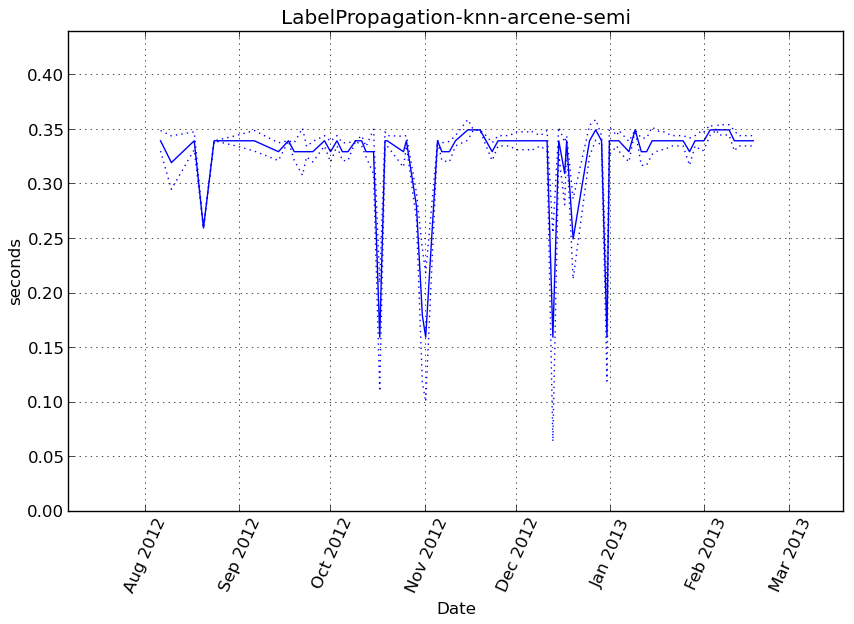 LabelPropagation-knn-arcene-semi
0.40
0.35
0.30
0.25
0.20
0.15
0.10
0.05
0.00
seconds
Aug 2012
Sep 2012
Oct 2012
Nov 2012
Dec 2012
Jan 2013
Feb 2013
Mar 2013
Date